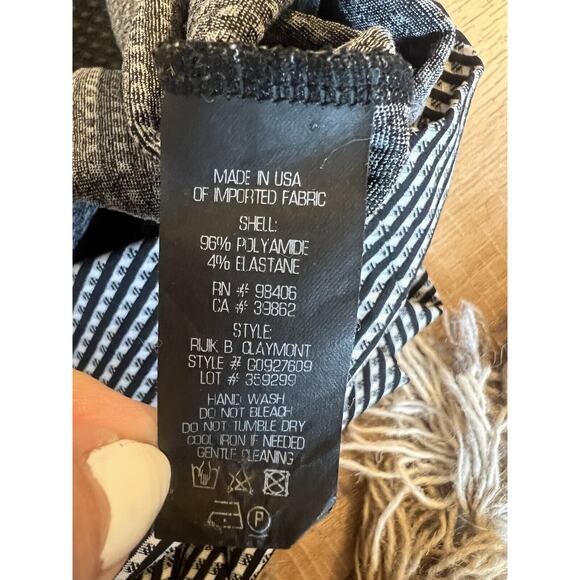 MADE IN USA
OF IMPORTED FABRIC
SHELL:
96% POLYAMIDE
4% ELASTANE
RN # 98406
CA # 39862
STYLE:
RIJIK B CLAYMONT
STYLE # G0927609
LOT # 359299
HAND WASH
DO NOT BLEACH
DO NOT TUMBLE DRY
COOL IRON IF NEEDED
GENTLE CLEANING
P